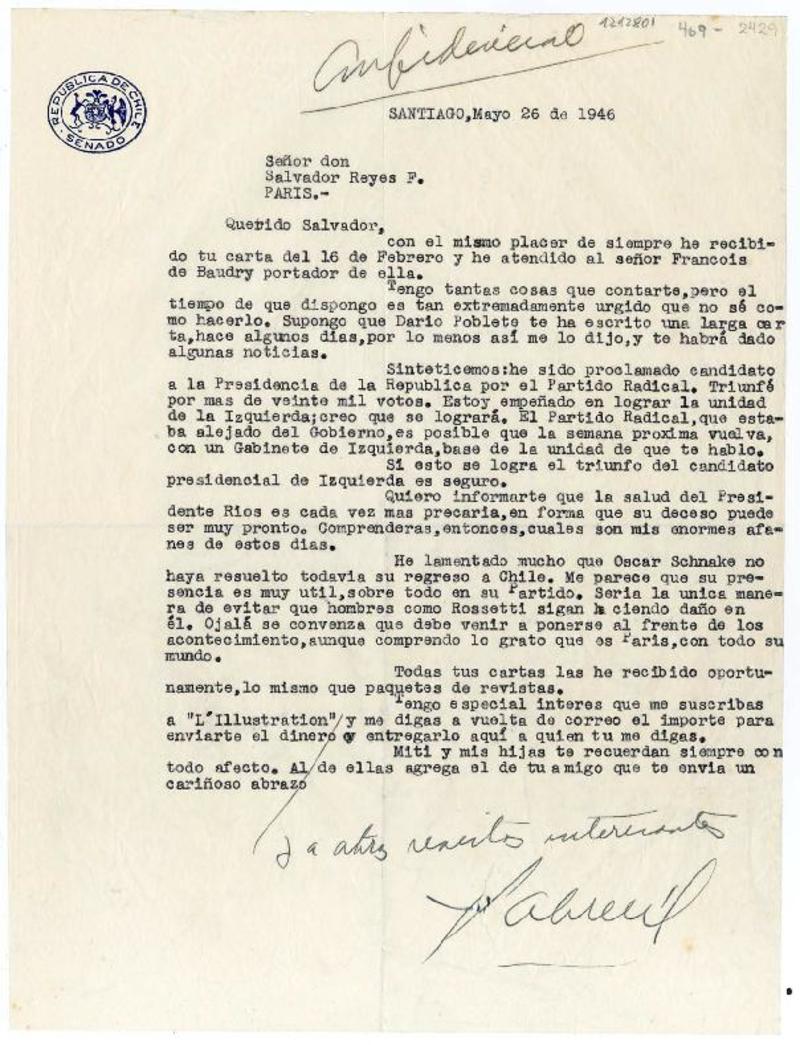 Confidencial
1212801
469 - 2429
REPUBLICA DE CHILE
SENADO
SANTIAGO,Mayo 26 de 1946
Señor don
Salvador Reyes F.
PARIS.-
Querido Salvador,
con el mismo placer de siempre he recibi-
do tu carta del 16 de Febrero y he atendido al señor Francois
de Baudry portador de ella.
Tengo tantas cosas que contarte,pero el
tiempo de que dispongo es tan extremadamente urgido que no sé co-
mo hacerlo. Supongo que Dario Poblete te ha escrito una larga car
ta,hace algunos días,por lo menos así me lo dijo,y te habrá dado
algunas noticias.
Sinteticemos:he sido proclamado candidato
a la Presidencia de la Republica por el Partido Radical. Triunfé
por mas de veinte mil votos. Estoy empeñado en lograr la unidad
de la Izquierda;creo que se logrará. El Partido Radical,que esta-
ba alejado del Gobierno,es posible que la semana proxima vuelva,
con un Gabinete de Izquierda,base de la unidad de que te hablo.
Si esto se logra el triunfo del candidato
presidencial de Izquierda es seguro.
Quiero informarte que la salud del Presi-
dente Rios es cada vez mas precaria,en forma que su deceso puede
ser muy pronto. Comprenderas,entonces,cuales son mis enormes afa-
nes de estos dias.
He lamentado mucho que Oscar Schnake no
haya resuelto todavia su regreso a Chile. Me parece que su pre-
sencia es muy util,sobre todo en su Partido. Seria la unica mane-
ra de evitar que hombres como Rossetti sigan haciendo daño en
él. Ojalá se convenza que debe venir a ponerse al frente de los
acontecimiento,aunque comprendo lo grato que es Paris,con todo su
mundo.
Todas tus cartas las he recibido oportu-
namente,lo mismo que paquetes de revistas.
Tengo especial interes que me suscribas
a "L'Illustration" y me digas a vuelta de correo el importe para
enviarte el dinero y entregarlo aquí a quien tu me digas.
Miti y mis hijas te recuerdan siempre con
todo afecto. Al de ellas agrega el de tu amigo que te envia un
cariñoso abrazo
y a otras revistas interesantes
Gabriel